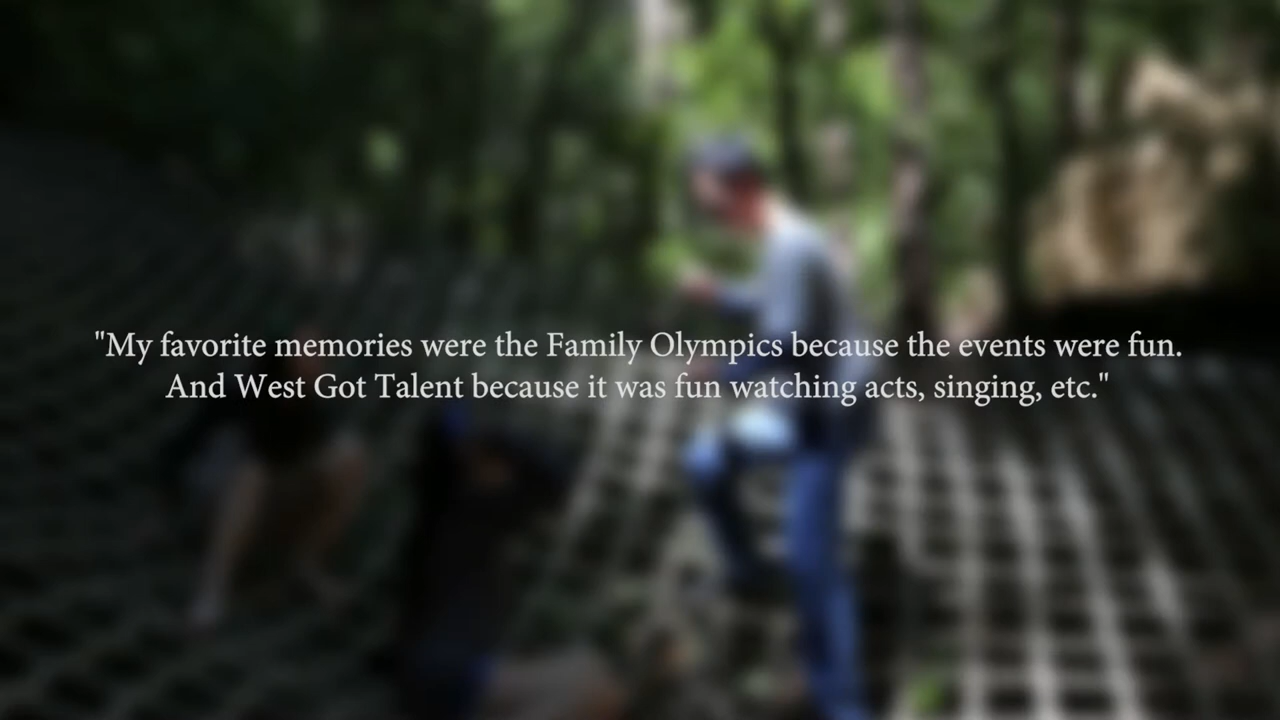 "My favorite memories were the Family Olympics because the events were fun.
And West Got Talent because it was fun watching acts, singing, etc."